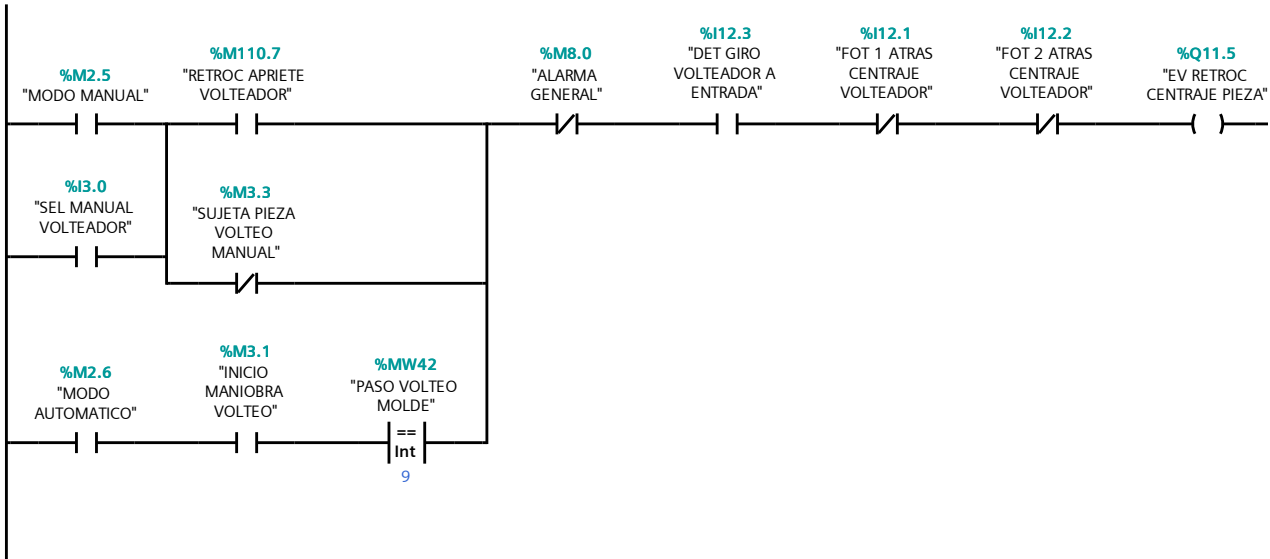 %M2.5
"MODO MANUAL"
%M110.7
"RETROC APRIETE
VOLTEADOR"
%M8.0
"ALARMA
GENERAL"
%I12.3
"DET GIRO
VOLTEADOR A
ENTRADA"
%I12.1
"FOT 1 ATRAS
CENTRAJE
VOLTEADOR"
%I12.2
"FOT 2 ATRAS
CENTRAJE
VOLTEADOR"
%Q11.5
"EV RETROC
CENTRAJE PIEZA"
%I3.0
"SEL MANUAL
VOLTEADOR"
%M3.3
"SUJETA PIEZA
VOLTEO
MANUAL"
%M2.6
"MODO
AUTOMATICO"
%M3.1
"INICIO
MANIOBRA
VOLTEO"
%MW42
"PASO VOLTEO
MOLDE"
==
Int
9